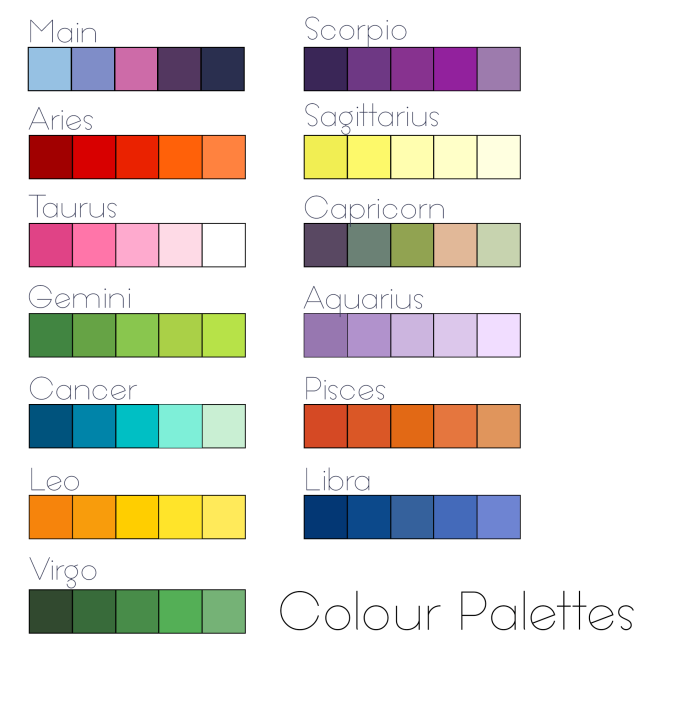 Main
Aries
Taurus
Gemini
Cancer
Leo
Virgo
Scorpio
Sagittarius
Capricorn
Aquarius
Pisces
Libra
Colour Palettes